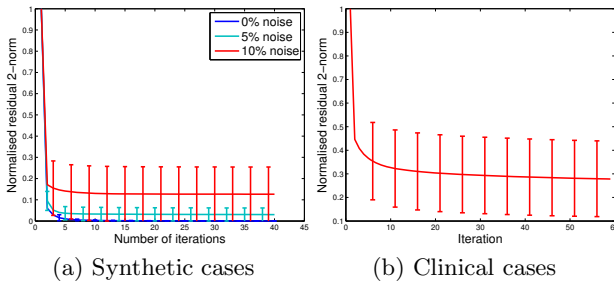 Normalised residual 2-norm
1
0.9
0.8
0.7
0.6
0.5
0.4
0.3
0.2
0.1
0
0% noise
5% noise
10% noise
0 5 10 15 20 25 30 35 40 45
Number of iterations
(a) Synthetic cases
Normalised residual 2-norm
1
0.9
0.8
0.7
0.6
0.5
0.4
0.3
0.2
0.1
0 10 20 30 40 50
Iteration
(b) Clinical cases